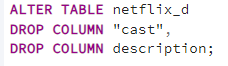 ALTER TABLE netflix_d
DROP COLUMN "cast",
DROP COLUMN description;